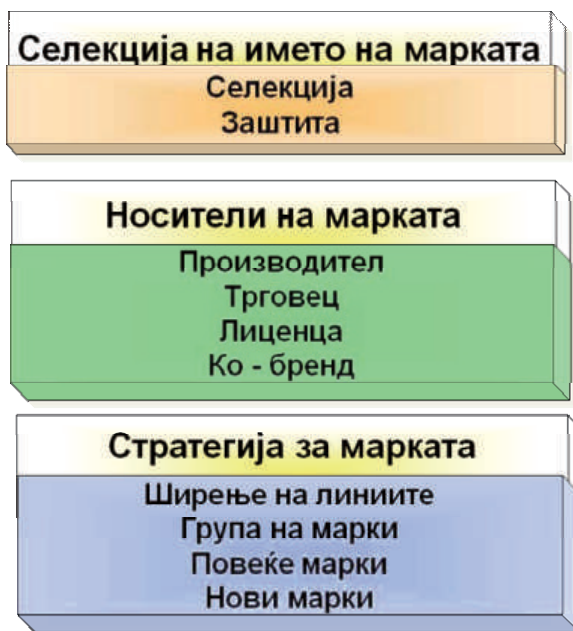 Селекција на името на марката
Селекција
Заштита
Носители на марката
Производител
Трговец
Лиценца
Ко - бренд
Стратегија за марката
Ширење на линиите
Група на марки
Повеќе марки
Нови марки